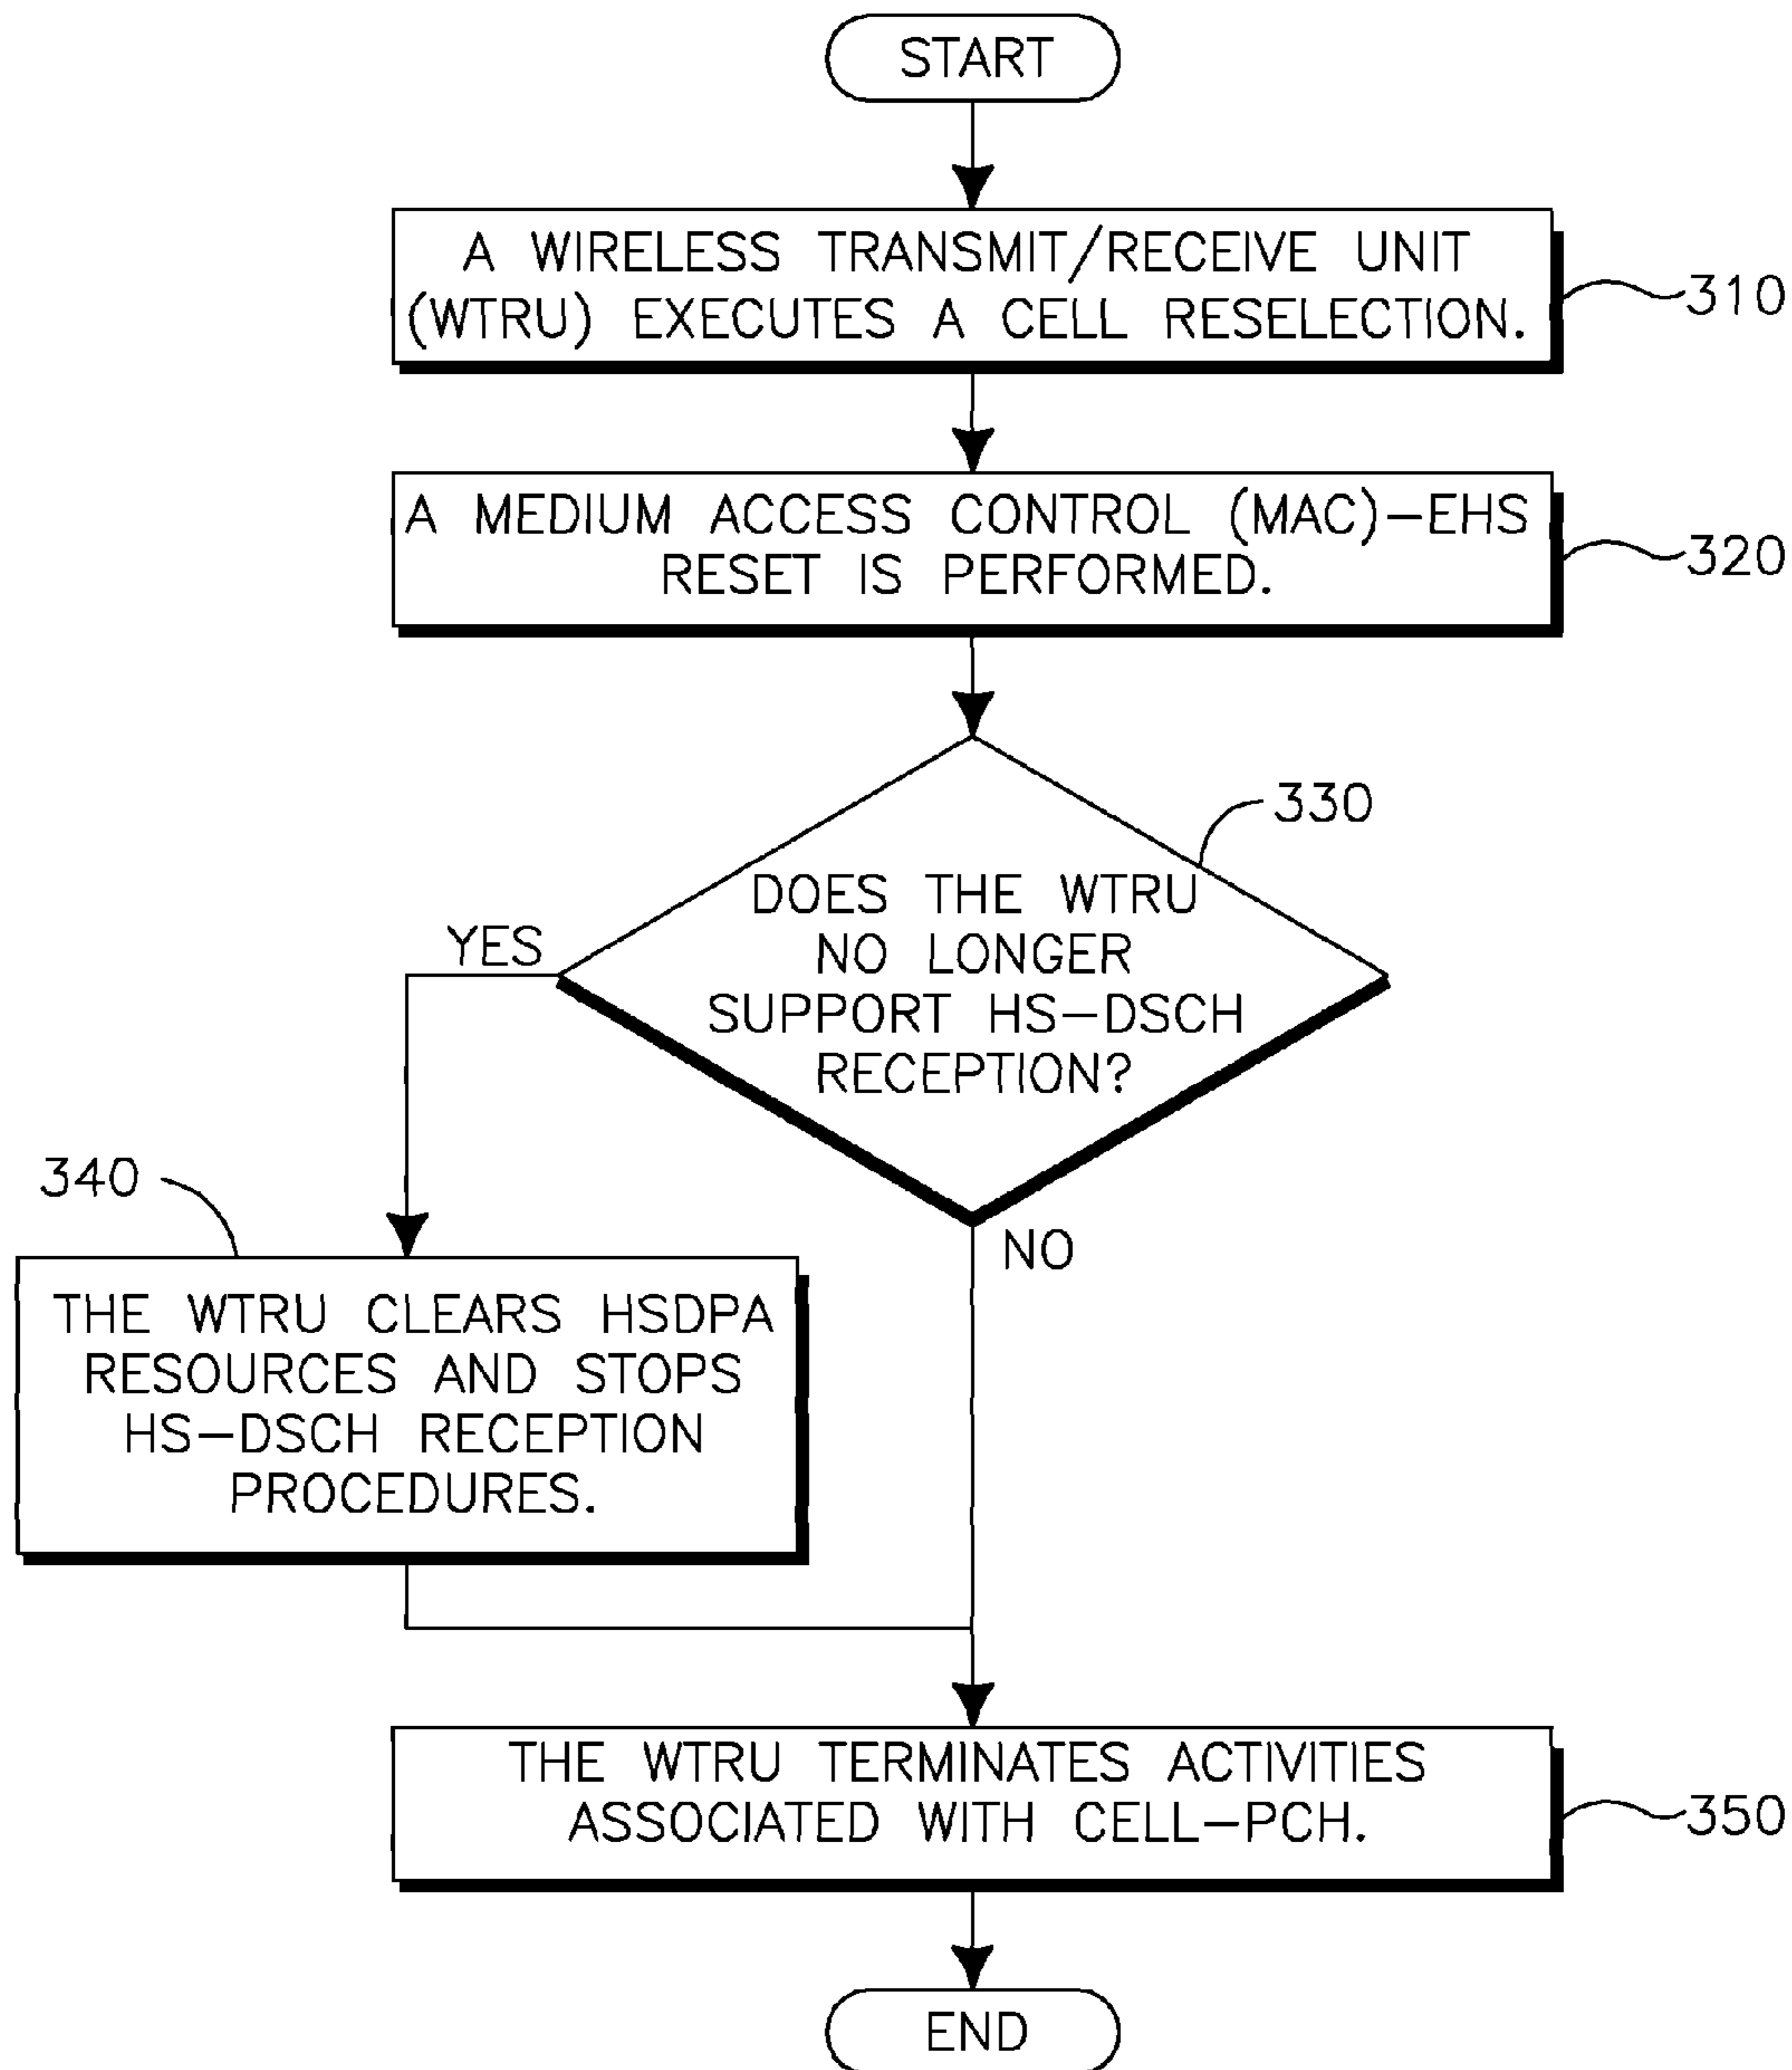 START
A WIRELESS TRANSMIT/RECEIVE UNIT
(WTRU) EXECUTES A CELL RESELECTION.
310
A MEDIUM ACCESS CONTROL (MAC)-EHS
RESET IS PERFORMED.
320
330
DOES THE WTRU
NO LONGER
SUPPORT HS-DSCH
RECEPTION?
YES
NO
340
THE WTRU CLEARS HSDPA
RESOURCES AND STOPS
HS-DSCH RECEPTION
PROCEDURES.
THE WTRU TERMINATES ACTIVITIES
ASSOCIATED WITH CELL-PCH.
350
END